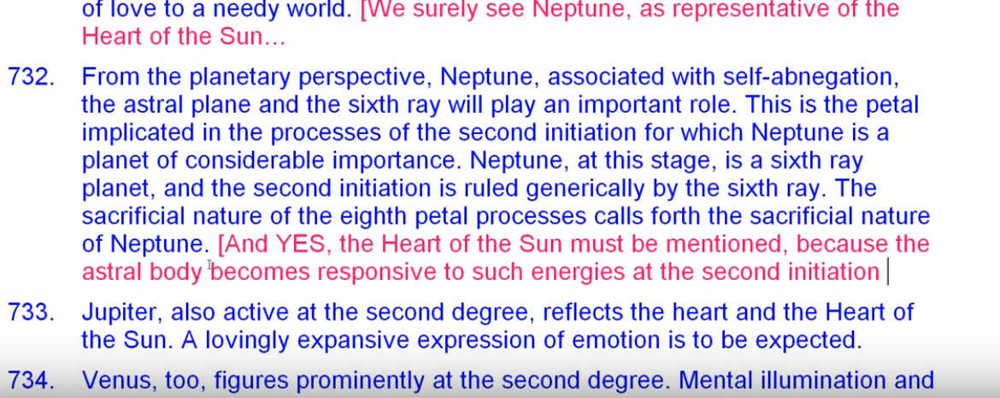 of love to a needy world. [We surely see Neptune, as representative of the
Heart of the Sun…
732. From the planetary perspective, Neptune, associated with self-abnegation,
the astral plane and the sixth ray will play an important role. This is the petal
implicated in the processes of the second initiation for which Neptune is a
planet of considerable importance. Neptune, at this stage, is a sixth ray
planet, and the second initiation is ruled generically by the sixth ray. The
sacrificial nature of the eighth petal processes calls forth the sacrificial nature
of Neptune. [And YES, the Heart of the Sun must be mentioned, because the
astral body becomes responsive to such energies at the second initiation
733. Jupiter, also active at the second degree, reflects the heart and the Heart of
the Sun. A lovingly expansive expression of emotion is to be expected.
734. Venus, too, figures prominently at the second degree. Mental illumination and